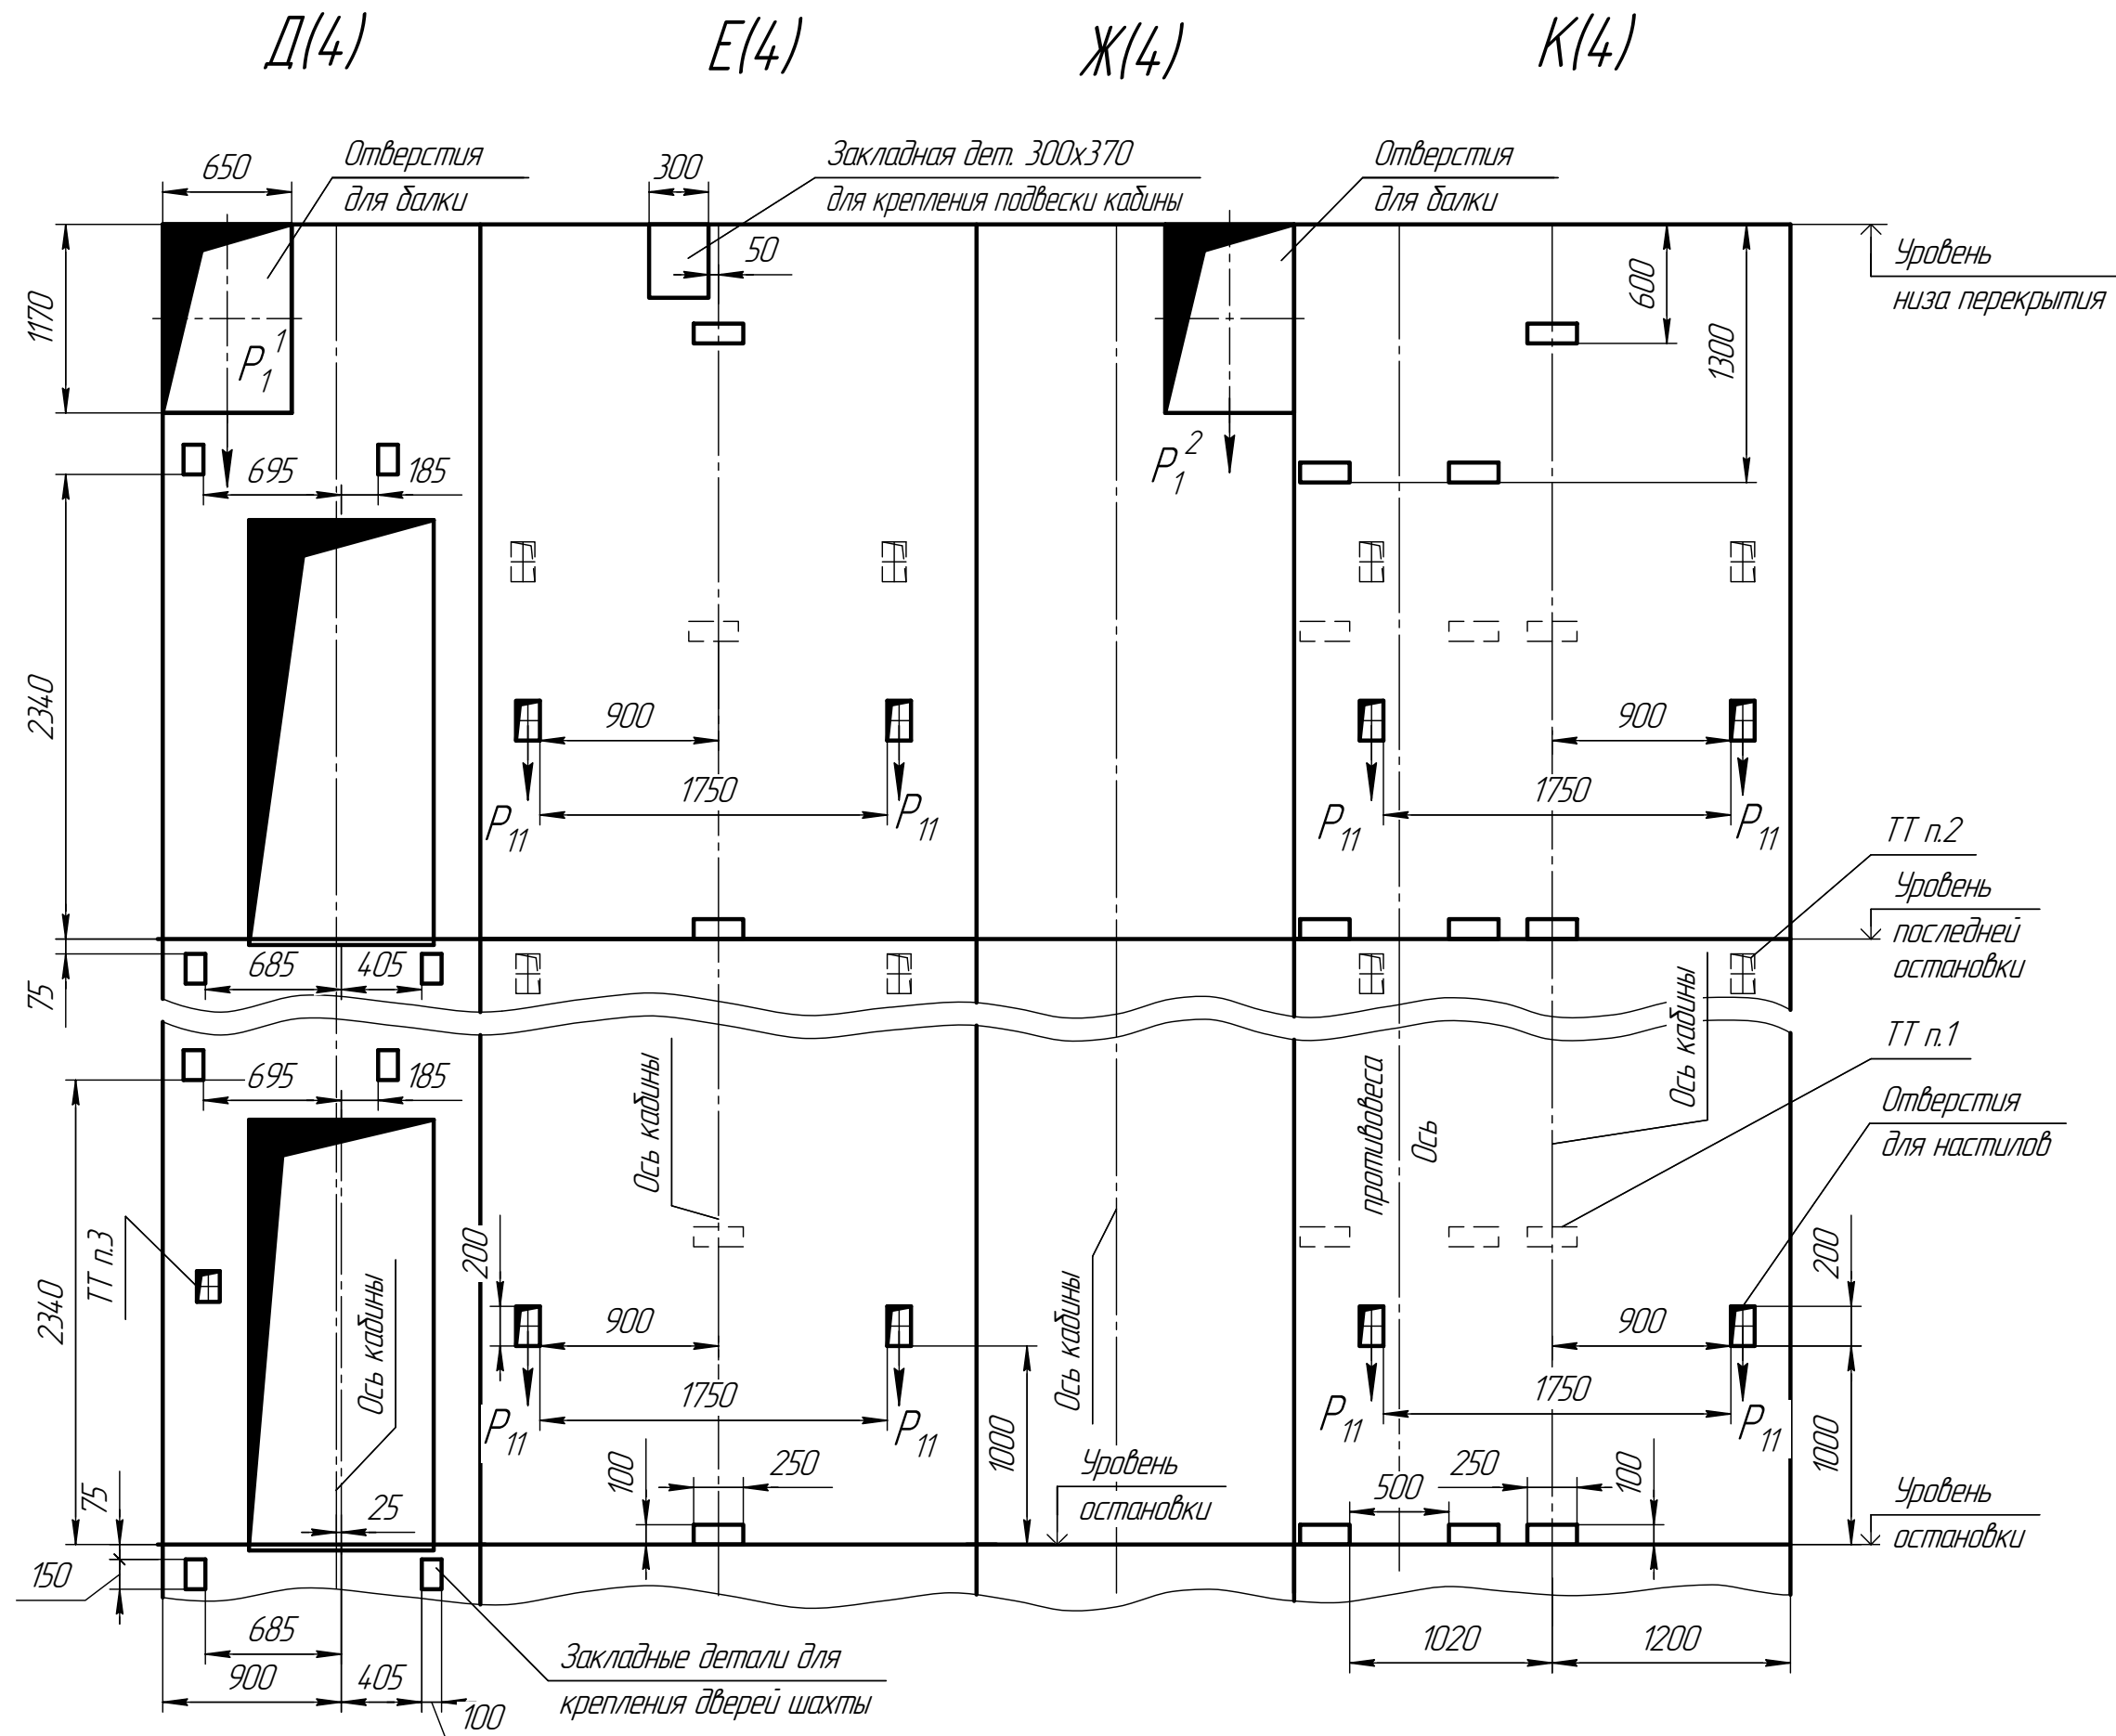 Д(4)
Е(4)
Ж(4)
К(4)
650
Отверстия
для балки
300
Закладная дет. 300х370
для крепления подвески кабины
Отверстия
для балки
50
Уровень
низа перекрытия
1170
600
1300
P₁¹
P₁²
695
185
2340
900
900
1750
1750
P₁₁
P₁₁
P₁₁
P₁₁
ТТ п.2
Уровень
последней
остановки
75
685
405
695
185
Ось кабины
противовеса
Ось
Ось кабины
ТТ п.1
Отверстия
для настилов
2340
ТТ п.3
Ось кабины
200
900
Ось кабины
900
200
1750
1750
P₁₁
P₁₁
P₁₁
P₁₁
1000
1000
75
25
100
250
Уровень
остановки
500
250
100
Уровень
остановки
150
685
900
405
100
Закладные детали для
крепления дверей шахты
1020
1200